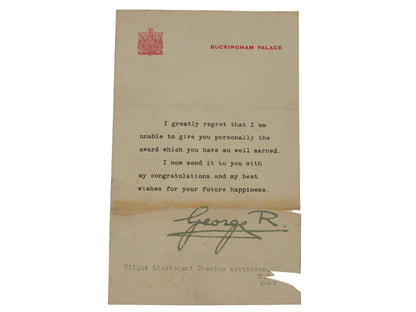 BUCKINGHAM PALACE
I greatly regret that I am
unable to give you personally the
award which you have so well earned.
I now send it to you with
my congratulations and my best
wishes for your future happiness.
George R.
Flight Lieutenant Charles Watkinson,